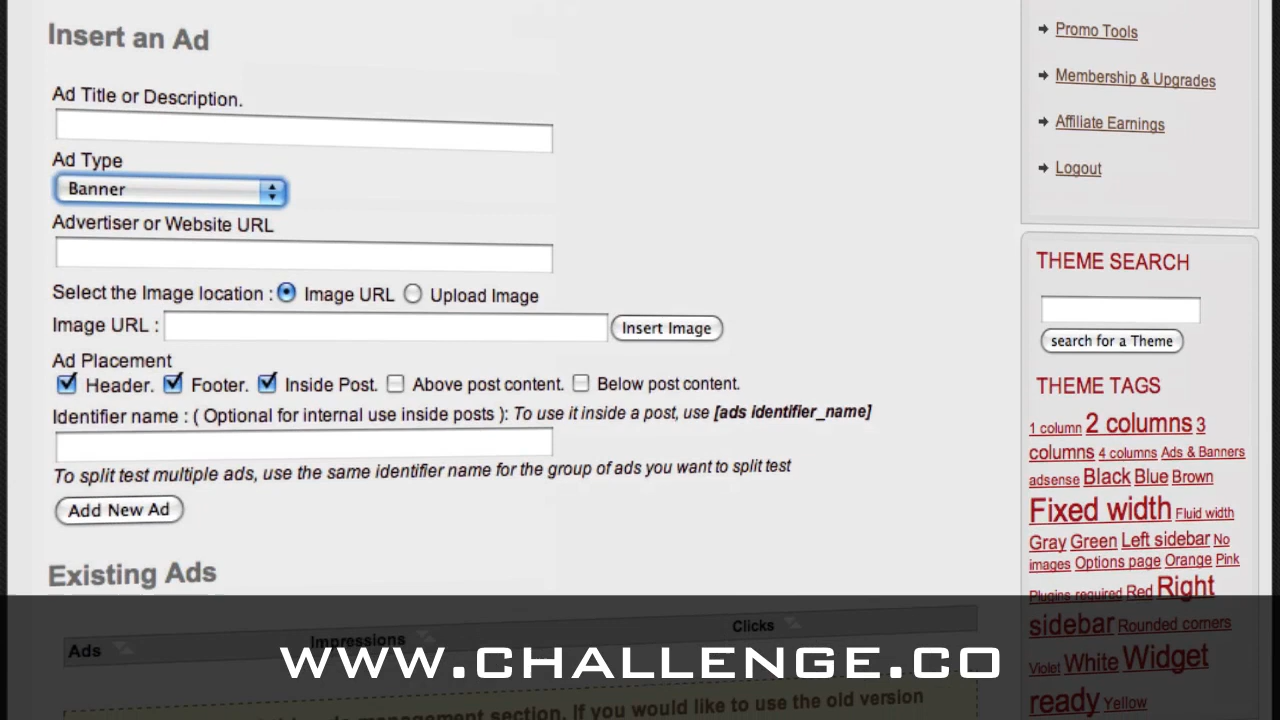 Insert an Ad
Ad Title or Description.
Ad Type
Banner
Advertiser or Website URL
Select the Image location : Image URL Upload Image
Image URL : Insert Image
Ad Placement
Header. Footer. Inside Post. Above post content. Below post content.
Identifier name : ( Optional for internal use inside posts ): To use it inside a post, use [ads identifier_name]
To split test multiple ads, use the same identifier name for the group of ads you want to split test
Add New Ad
Existing Ads
Ads Impressions Clicks
management section. If you would like to use the old version
WWW.CHALLENGE.CO
Promo Tools
Membership & Upgrades
Affiliate Earnings
Logout
THEME SEARCH
search for a Theme
THEME TAGS
1 column 2 columns 3
columns 4 columns Ads & Banners
adsense Black Blue Brown
Fixed width Fluid width
Gray Green Left sidebar No
images Options page Orange Pink
Plugins required Red Right
sidebar Rounded corners
Violet White Widget
ready Yellow